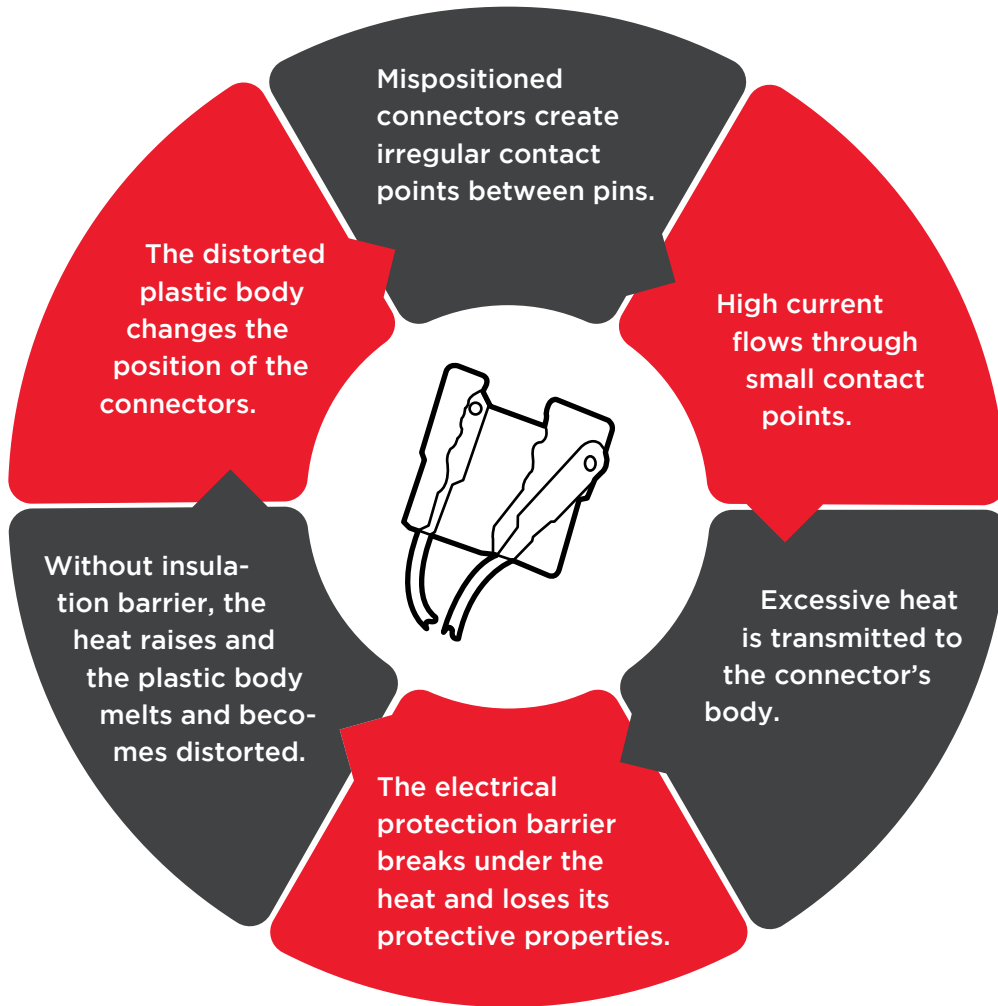 Mispositioned
connectors create
irregular contact
points between pins.
High current
flows through
small contact
points.
Excessive heat
is transmitted to
the connector’s
body.
The electrical
protection barrier
breaks under the
heat and loses its
protective properties.
Without insula-
tion barrier, the
heat raises and
the plastic body
melts and beco-
mes distorted.
The distorted
plastic body
changes the
position of the
connectors.